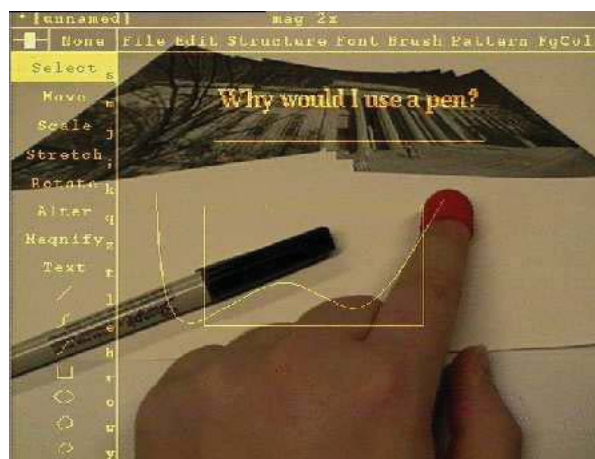 [unnamed] mag 2x
None File Edit Structure Font Brush Pattern FgCol
Select s
Move m
Scale j
Stretch ;
Rotate k
Alter q
Magnify z
Text t
l
e
h
r
o
w
y
Why would I use a pen?